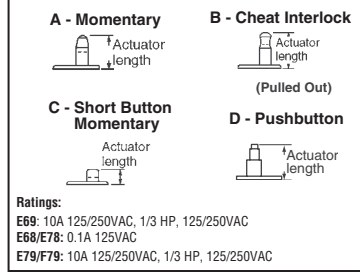 A - Momentary
Actuator
length
B - Cheat Interlock
Actuator
length
(Pulled Out)
C - Short Button
Momentary
Actuator
length
D - Pushbutton
Actuator
length
Ratings:
E69: 10A 125/250VAC, 1/3 HP, 125/250VAC
E68/E78: 0.1A 125VAC
E79/F79: 10A 125/250VAC, 1/3 HP, 125/250VAC